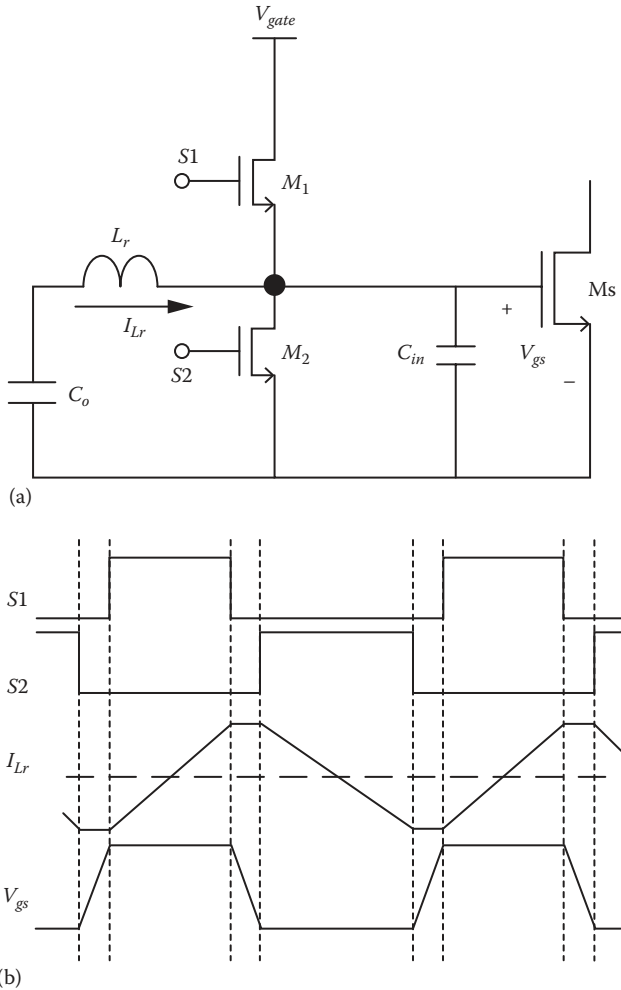 V_gate
S1
M_1
L_r
Ms
+
I_Lr
M_2
C_in
V_gs
S2
C_o
–
(a)
S1
S2
I_Lr
V_gs
(b)